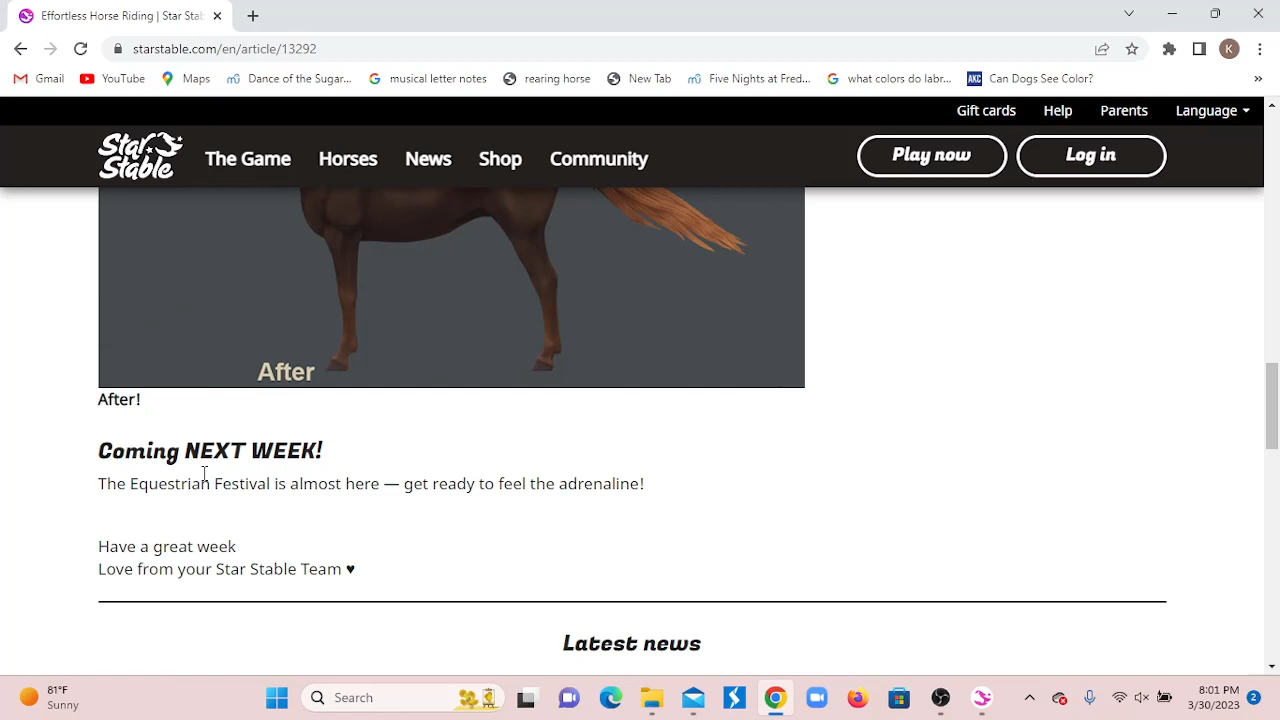 Effortless Horse Riding | Star Stab
starstable.com/en/article/13292
K
Gmail YouTube Maps Dance of the Sugar... musical letter notes rearing horse New Tab Five Nights at Fred... what colors do labr... AKC Can Dogs See Color? »
Gift cards Help Parents Language
Star Stable The Game Horses News Shop Community Play now Log in
After
After!
Coming NEXT WEEK!
The Equestrian Festival is almost here — get ready to feel the adrenaline!
Have a great week
Love from your Star Stable Team ♥
Latest news
81°F
Sunny
Search
8:01 PM
3/30/2023
2